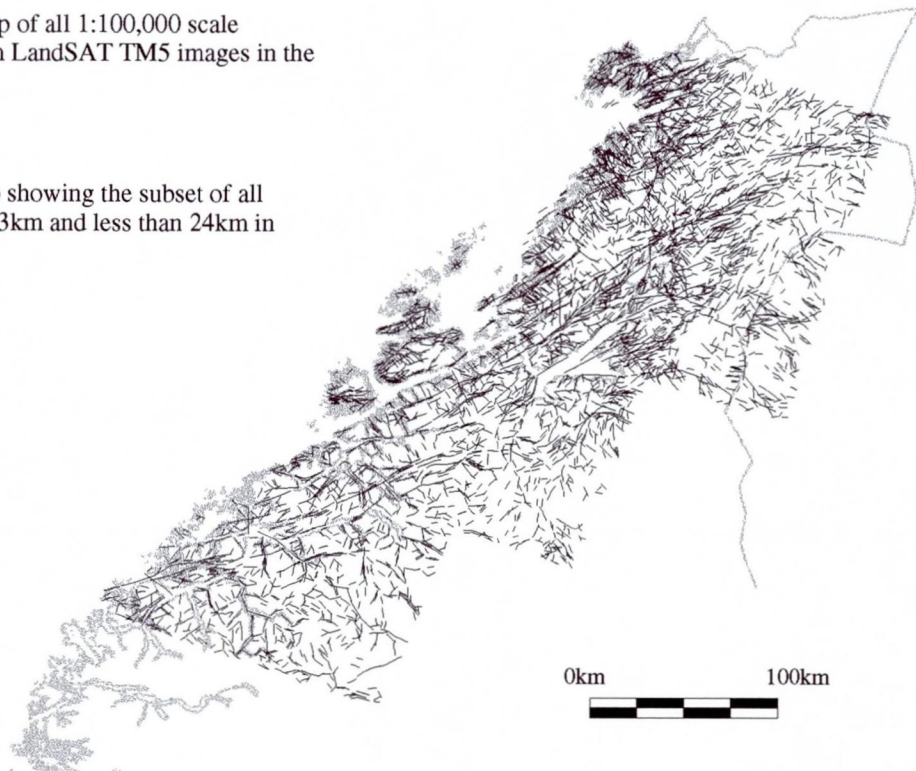 p of all 1:100,000 scale
LandSAT TM5 images in the
showing the subset of all
3km and less than 24km in
0km 100km